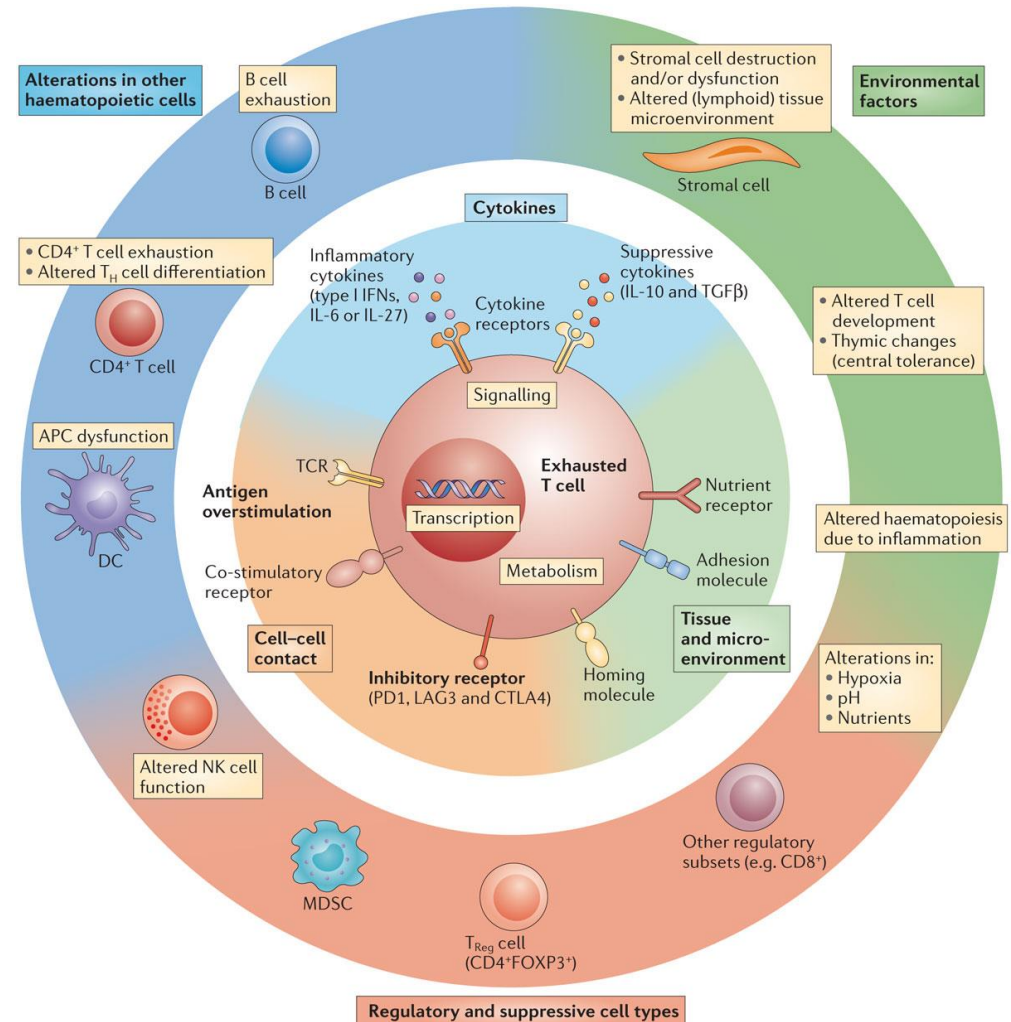 Alterations in other
haematopoietic cells
B cell
exhaustion
B cell
• Stromal cell destruction
and/or dysfunction
• Altered (lymphoid) tissue
microenvironment
Environmental
factors
Stromal cell
Cytokines
• CD4⁺ T cell exhaustion
• Altered T_H cell differentiation
CD4⁺ T cell
Inflammatory
cytokines
(type I IFNs,
IL-6 or IL-27)
Cytokine
receptors
Suppressive
cytokines
(IL-10 and TGFβ)
• Altered T cell
development
• Thymic changes
(central tolerance)
Signalling
APC dysfunction
DC
TCR
Antigen
overstimulation
Exhausted
T cell
Transcription
Nutrient
receptor
Altered haematopoiesis
due to inflammation
Co-stimulatory
receptor
Metabolism
Adhesion
molecule
Cell–cell
contact
Tissue
and micro-
environment
Inhibitory receptor
(PD1, LAG3 and CTLA4)
Homing
molecule
Alterations in:
• Hypoxia
• pH
• Nutrients
Altered NK cell
function
MDSC
T_Reg cell
(CD4⁺FOXP3⁺)
Other regulatory
subsets (e.g. CD8⁺)
Regulatory and suppressive cell types